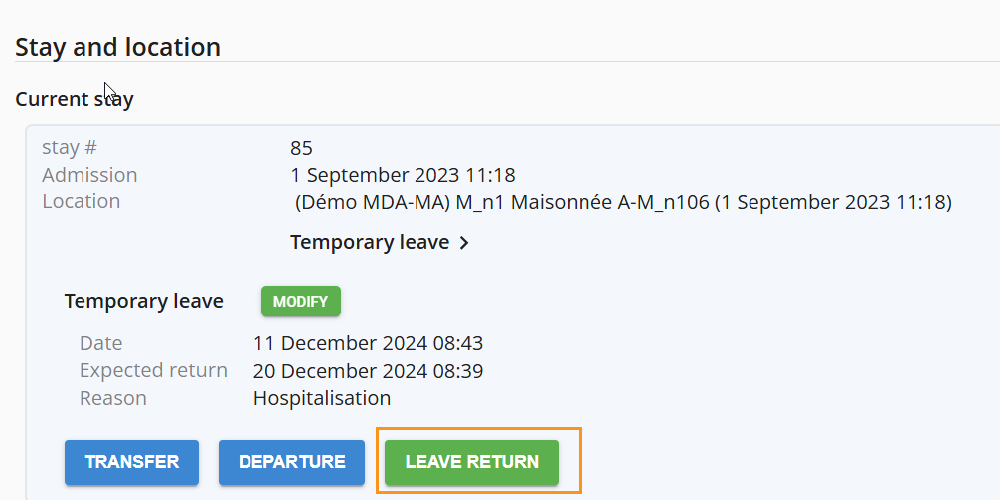 Stay and location
Current stay
stay # 85
Admission 1 September 2023 11:18
Location (Démo MDA-MA) M_n1 Maisonnée A-M_n106 (1 September 2023 11:18)
Temporary leave
Temporary leave MODIFY
Date 11 December 2024 08:43
Expected return 20 December 2024 08:39
Reason Hospitalisation
TRANSFER DEPARTURE LEAVE RETURN